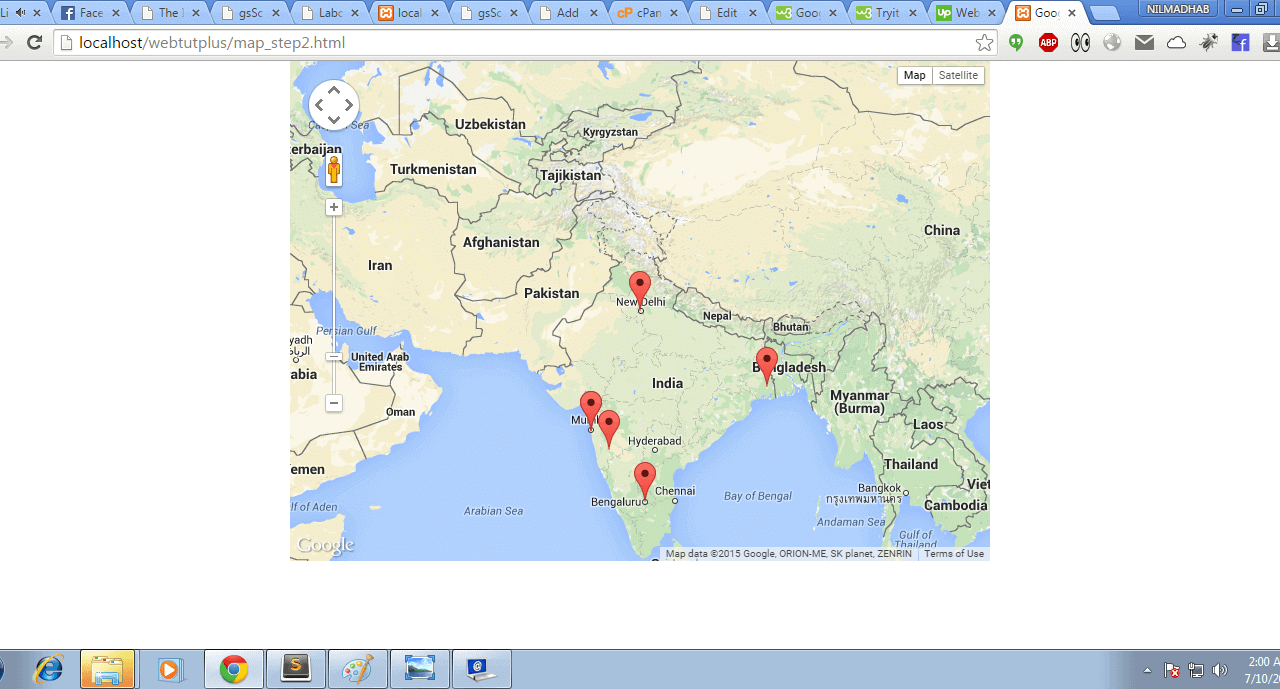 Li
Face
The
gsSc
Labc
local
gsSc
Add
cPan
Edit
Goo
Tryit
Web
Goo
NILMADHAB
localhost/webtutplus/map_step2.html
ABP
Map
Satellite
Uzbekistan
Kyrgyzstan
Caspian Sea
erbaijan
Turkmenistan
Tajikistan
China
Afghanistan
Iran
Pakistan
New Delhi
Nepal
Bhutan
Persian Gulf
yadh
United Arab
Emirates
abia
Bangladesh
India
Myanmar
(Burma)
Oman
Mu
Laos
Hyderabad
emen
Thailand
Viet
Chennai
Bangkok
กรุงเทพมหานคร
Bengaluru
Bay of Bengal
Cambodia
lf of Aden
Arabian Sea
Andaman Sea
Gulf of
Thailand
Google
Map data ©2015 Google, ORION-ME, SK planet, ZENRIN
Terms of Use
2:00 A
7/10/2